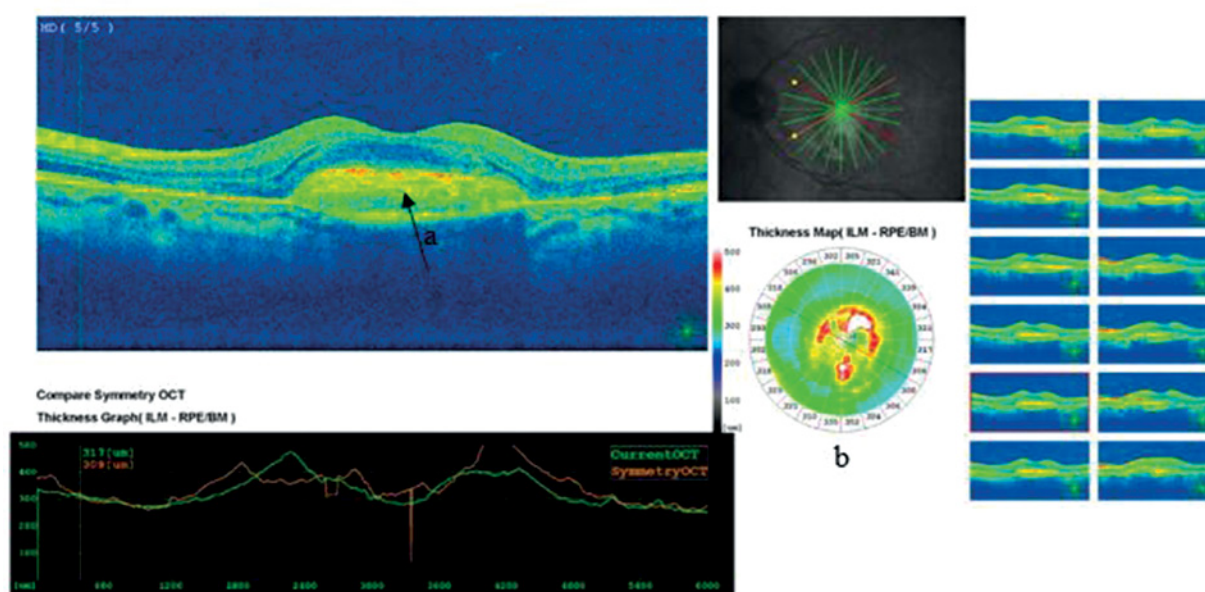 MD( 5/5 )
a
Thickness Map( ILM - RPE/BM )
500
400
300
200
100
[um]
b
Compare Symmetry OCT
Thickness Graph( ILM - RPE/BM )
500
400
300
200
100
317[um]
309[um]
CurrentOCT
SymmetryOCT
[um]
600
1200
1800
2400
3000
3600
4200
4800
5400
6000